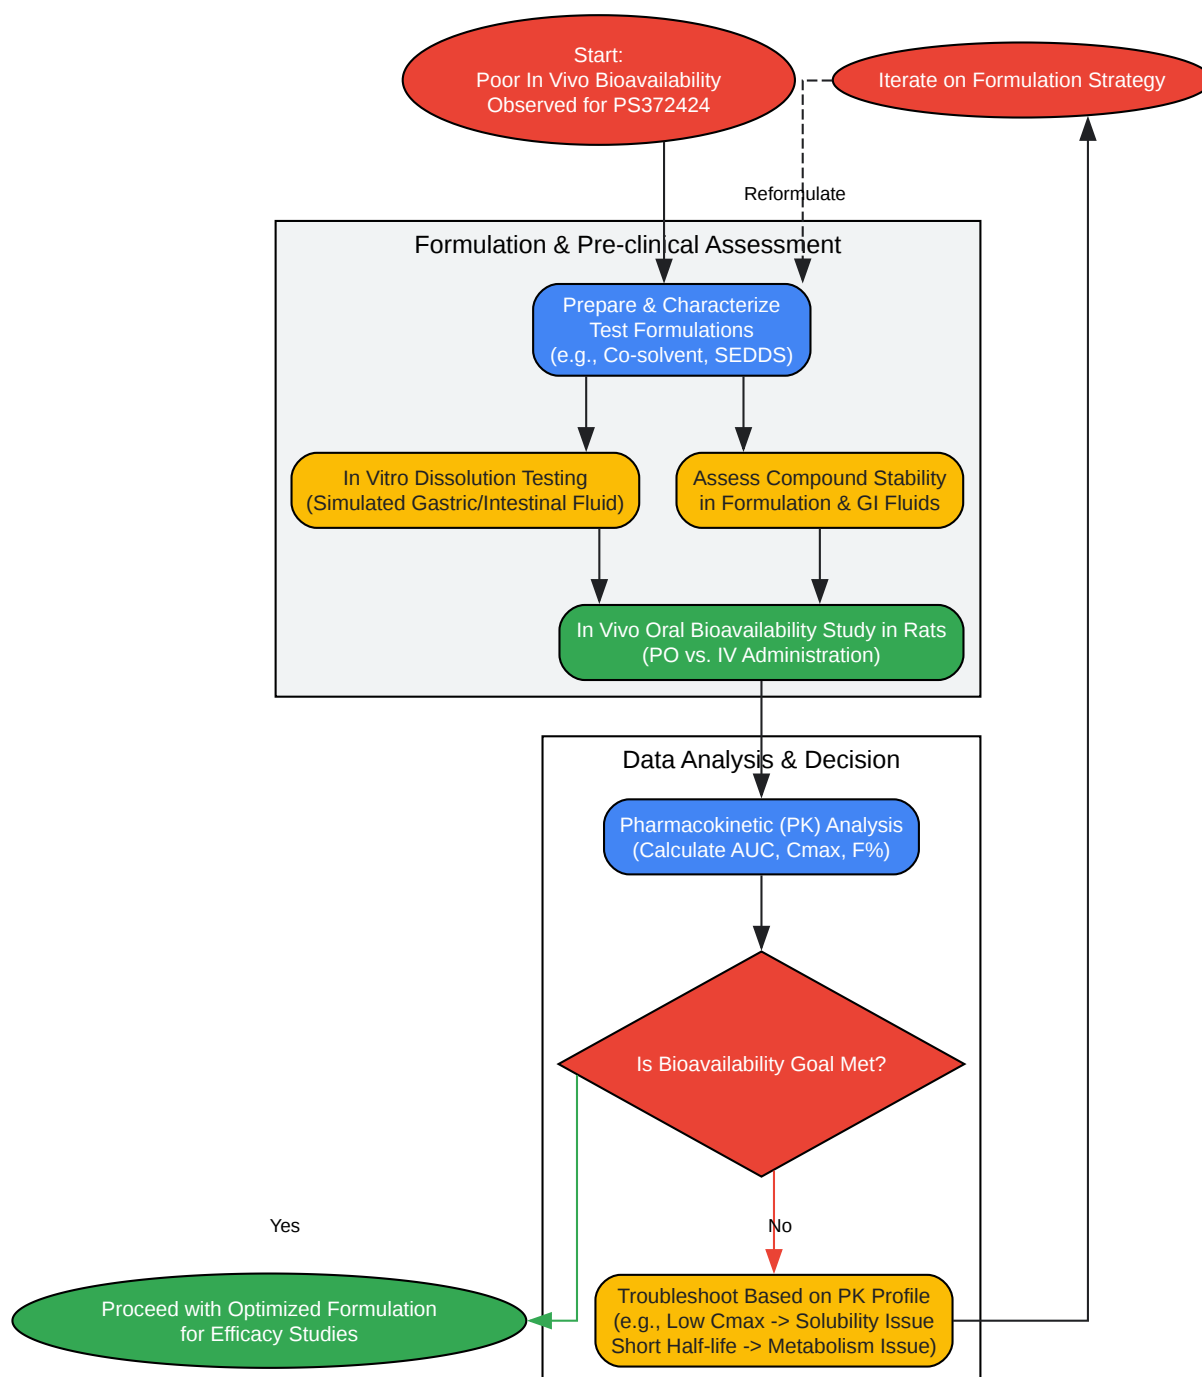 Start:
Poor In Vivo Bioavailability
Observed for PS372424
Iterate on Formulation Strategy
Reformulate
Formulation & Pre-clinical Assessment
Prepare & Characterize
Test Formulations
(e.g., Co-solvent, SEDDS)
In Vitro Dissolution Testing
(Simulated Gastric/Intestinal Fluid)
Assess Compound Stability
in Formulation & GI Fluids
In Vivo Oral Bioavailability Study in Rats
(PO vs. IV Administration)
Data Analysis & Decision
Pharmacokinetic (PK) Analysis
(Calculate AUC, Cmax, F%)
Is Bioavailability Goal Met?
Yes
No
Proceed with Optimized Formulation
for Efficacy Studies
Troubleshoot Based on PK Profile
(e.g., Low Cmax -> Solubility Issue
Short Half-life -> Metabolism Issue)